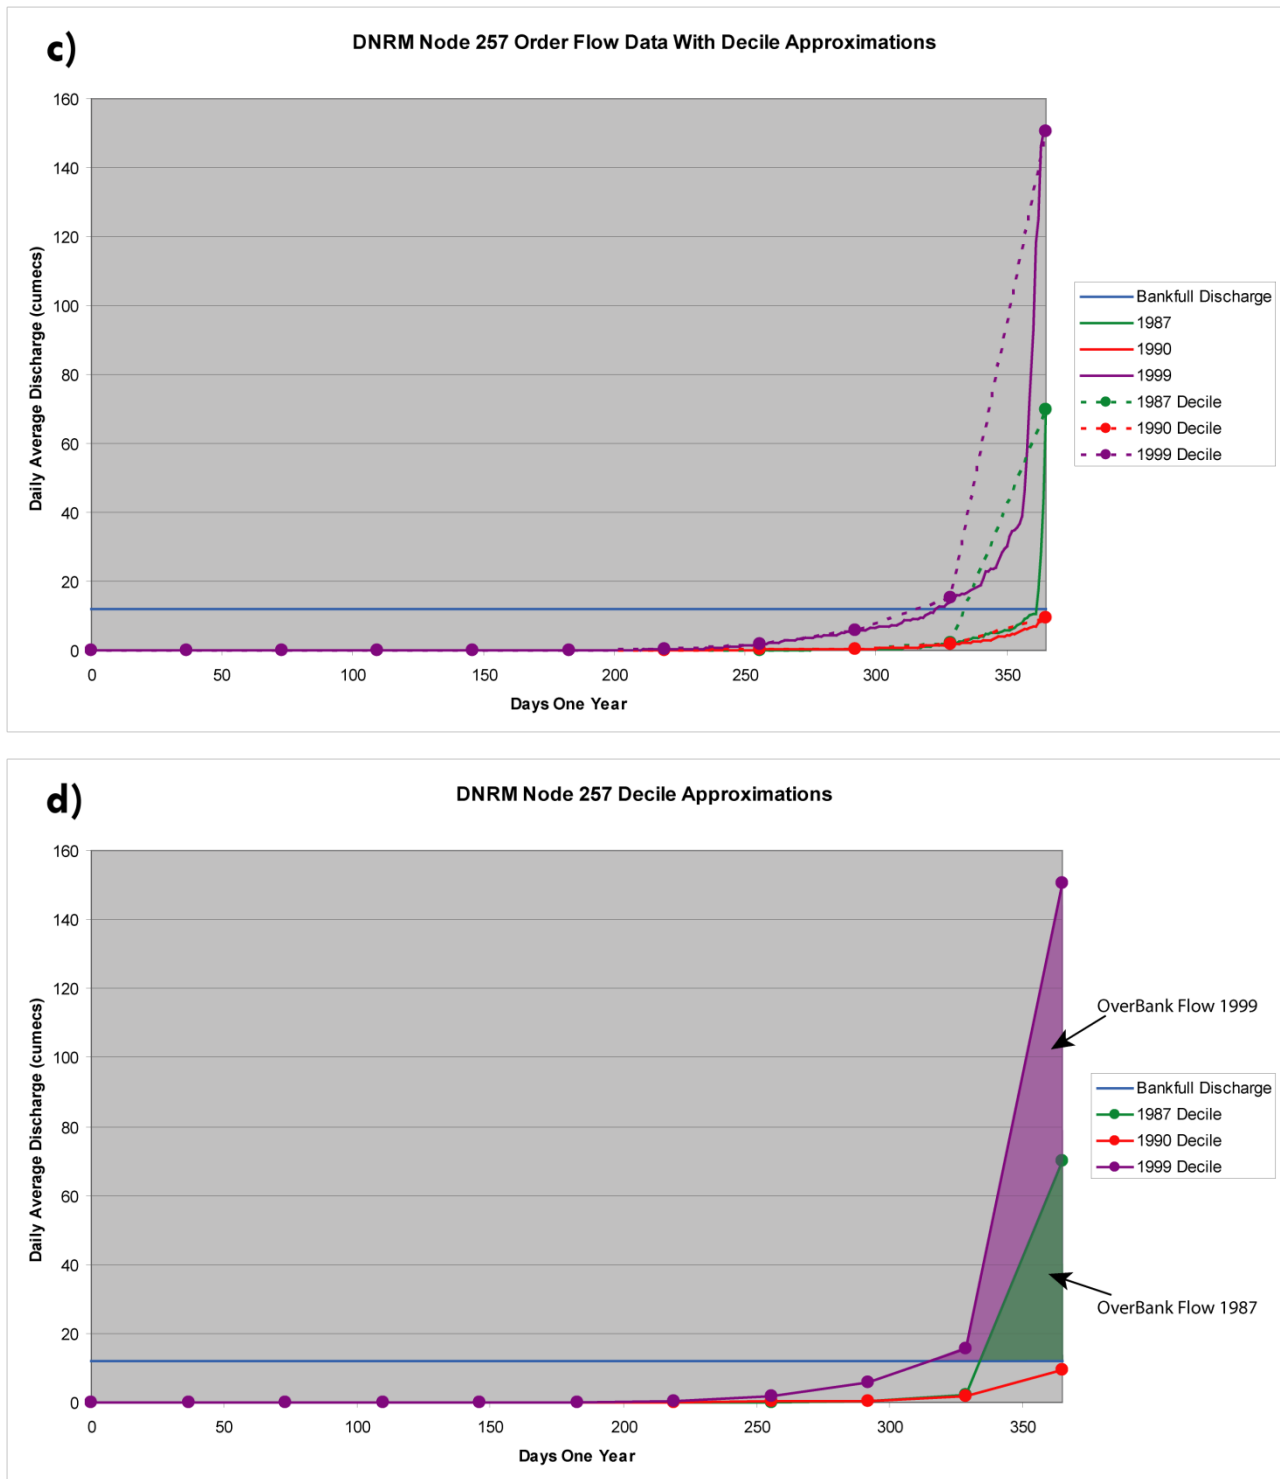 c)
DNRM Node 257 Order Flow Data With Decile Approximations
160
140
120
100
80
60
40
20
0
Daily Average Discharge (cumecs)
0 50 100 150 200 250 300 350
Days One Year
Bankfull Discharge
1987
1990
1999
1987 Decile
1990 Decile
1999 Decile
d)
DNRM Node 257 Decile Approximations
160
140
120
100
80
60
40
20
0
Daily Average Discharge (cumecs)
0 50 100 150 200 250 300 350
Days One Year
OverBank Flow 1999
Bankfull Discharge
1987 Decile
1990 Decile
1999 Decile
OverBank Flow 1987